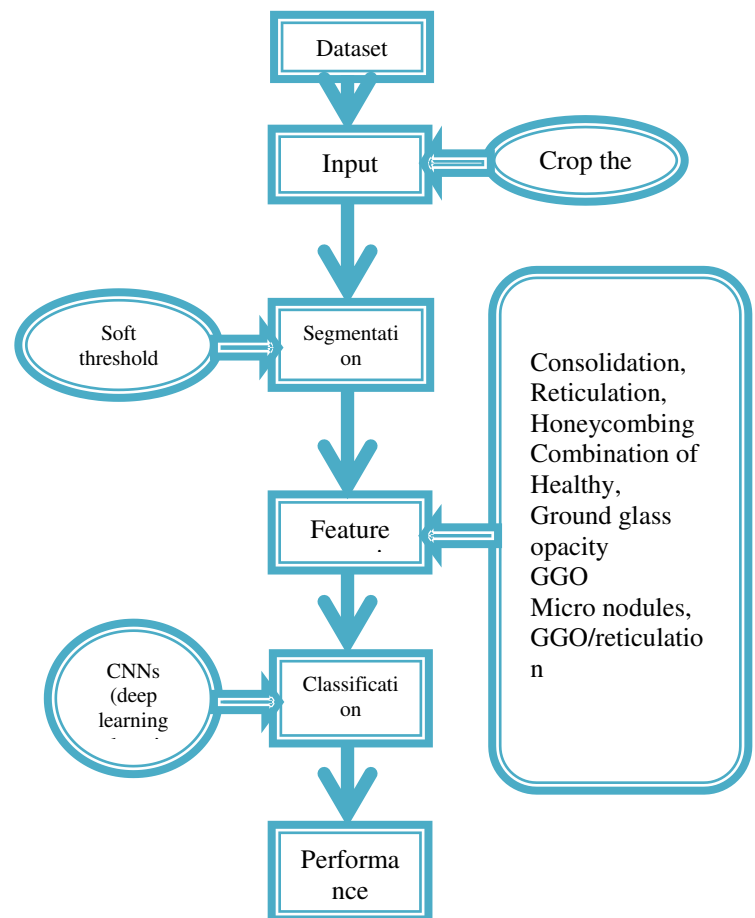 Dataset
Input
Crop the
Soft
threshold
Segmentati
on
Consolidation,
Reticulation,
Honeycombing
Combination of
Healthy,
Ground glass
opacity
GGO
Micro nodules,
GGO/reticulatio
n
Feature
CNNs
(deep
learning
Classificati
on
Performa
nce